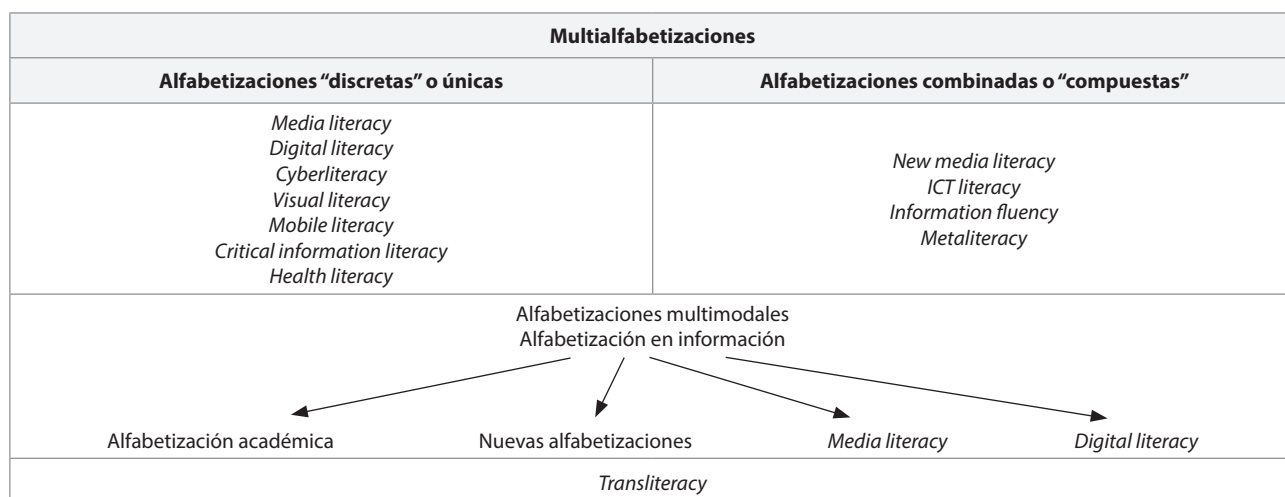 Multialfabetizaciones
Alfabetizaciones “discretas” o únicas
Alfabetizaciones combinadas o “compuestas”
Media literacy
Digital literacy
Cyberliteracy
Visual literacy
Mobile literacy
Critical information literacy
Health literacy
New media literacy
ICT literacy
Information fluency
Metaliteracy
Alfabetizaciones multimodales
Alfabetización en información
Alfabetización académica
Nuevas alfabetizaciones
Media literacy
Digital literacy
Transliteracy